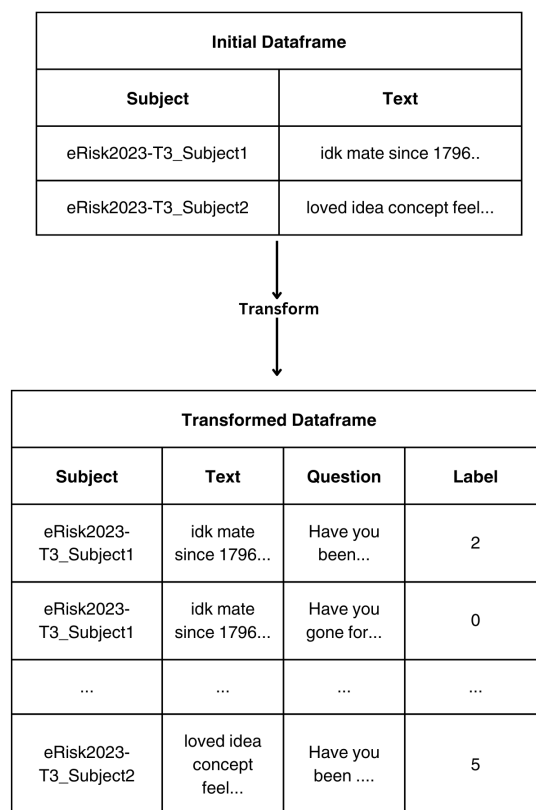 Initial Dataframe
Subject Text
eRisk2023-T3_Subject1 idk mate since 1796..
eRisk2023-T3_Subject2 loved idea concept feel...
Transform
Transformed Dataframe
Subject Text Question Label
eRisk2023-
T3_Subject1
idk mate
since 1796...
Have you
been...
2
eRisk2023-
T3_Subject1
idk mate
since 1796...
Have you
gone for...
0
... ... ... ...
eRisk2023-
T3_Subject2
loved idea
concept
feel...
Have you
been ....
5